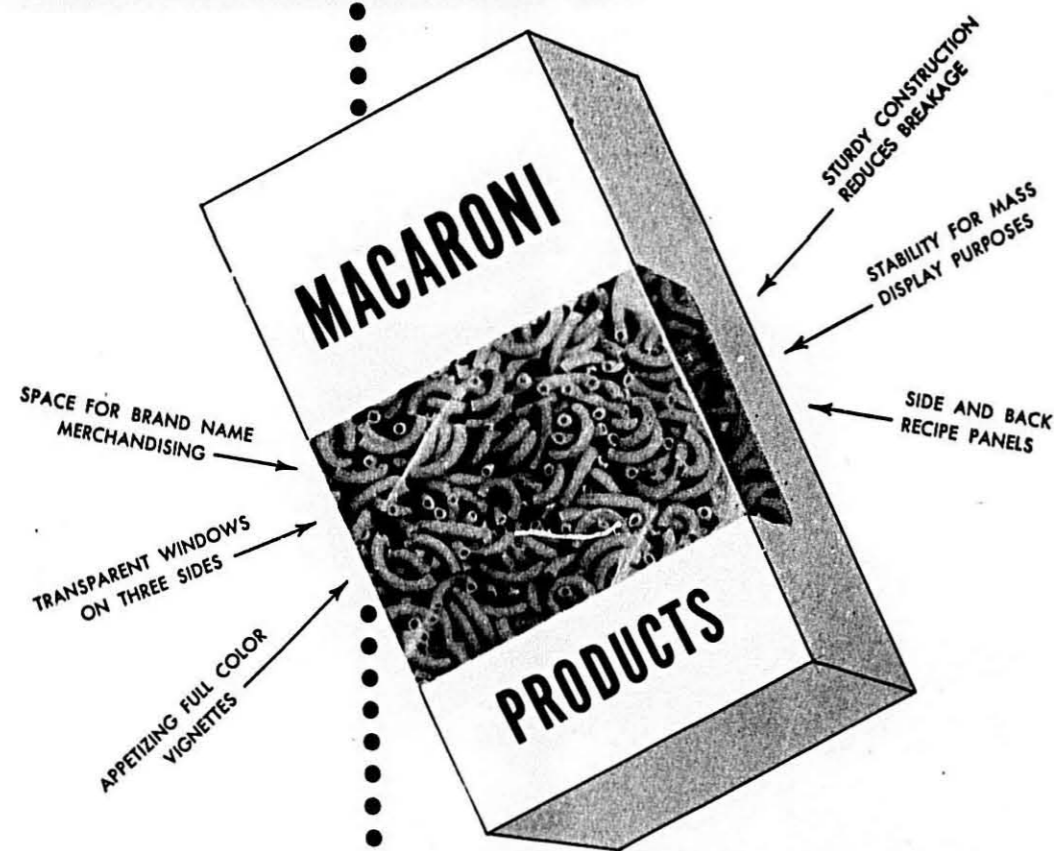 MACARONI
PRODUCTS
SPACE FOR BRAND NAME
MERCHANDISING
TRANSPARENT WINDOWS
ON THREE SIDES
APPETIZING FULL COLOR
VIGNETTES
STURDY CONSTRUCTION
REDUCES BREAKAGE
STABILITY FOR MASS
DISPLAY PURPOSES
SIDE AND BACK
RECIPE PANELS